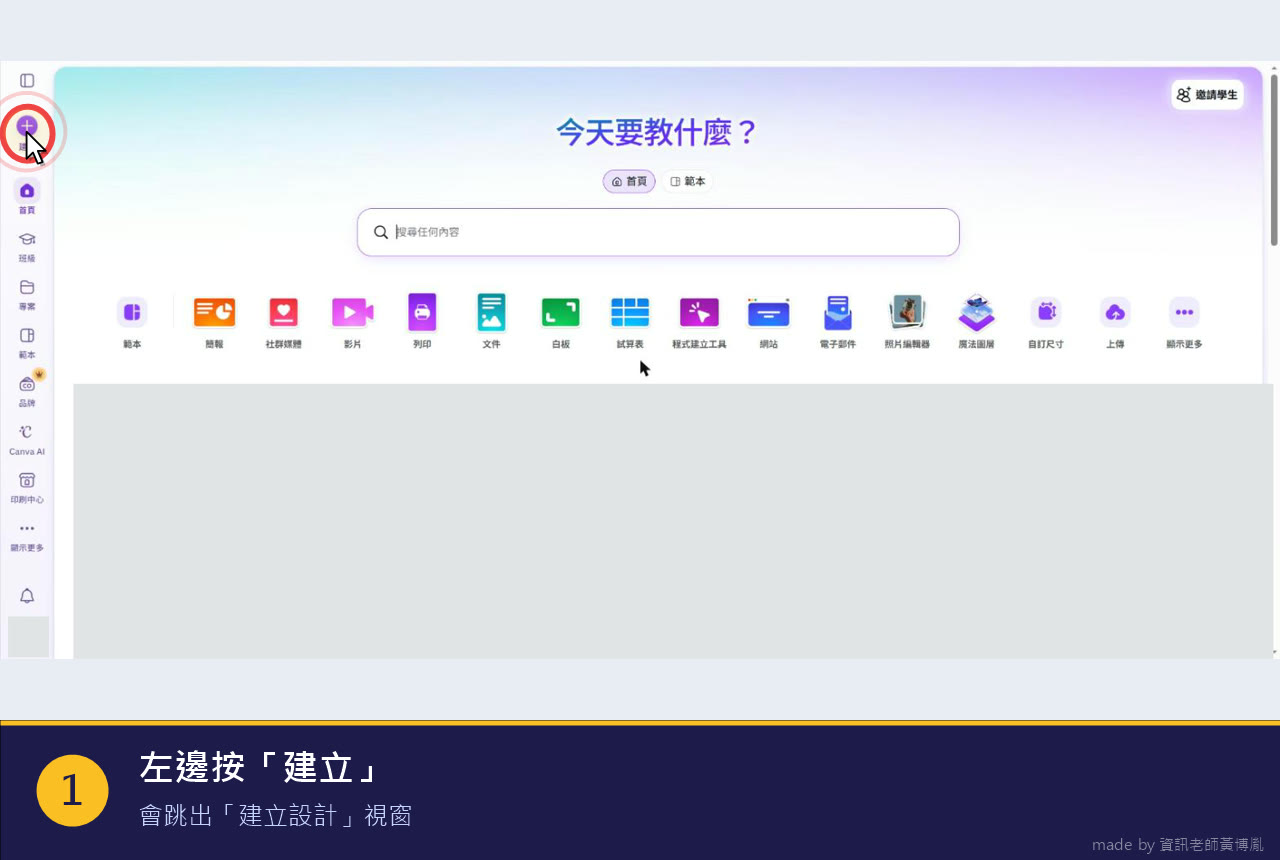 邀請學生
今天要教什麼？
首頁
範本
搜尋任何內容
範本
簡報
社群媒體
影片
列印
文件
白板
試算表
程式建立工具
網站
電子郵件
照片編輯器
魔法圖層
自訂尺寸
上傳
顯示更多
首頁
班級
專案
範本
品牌
Canva AI
印刷中心
顯示更多
1
左邊按「建立」
會跳出「建立設計」視窗
made by 資訊老師黃博胤